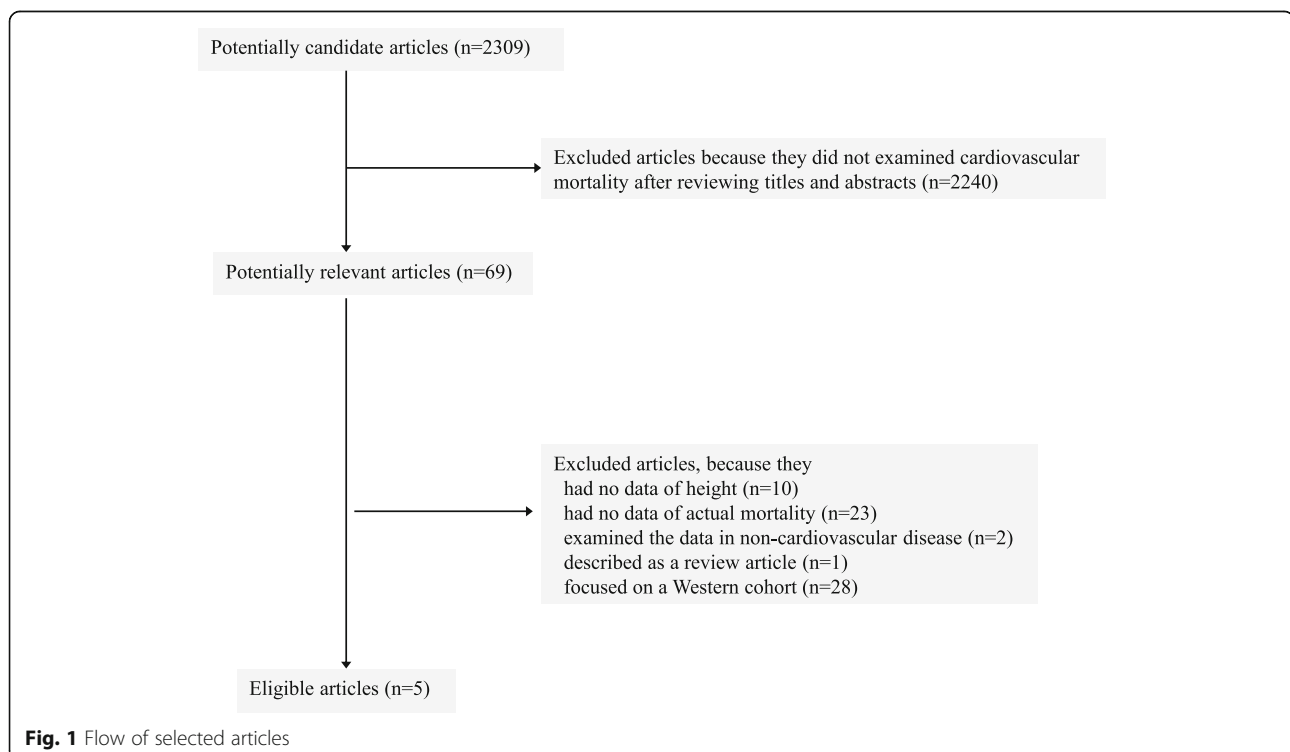 Potentially candidate articles (n=2309)
Excluded articles because they did not examined cardiovascular
mortality after reviewing titles and abstracts (n=2240)
Potentially relevant articles (n=69)
Excluded articles, because they
had no data of height (n=10)
had no data of actual mortality (n=23)
examined the data in non-cardiovascular disease (n=2)
described as a review article (n=1)
focused on a Western cohort (n=28)
Eligible articles (n=5)
Fig. 1 Flow of selected articles